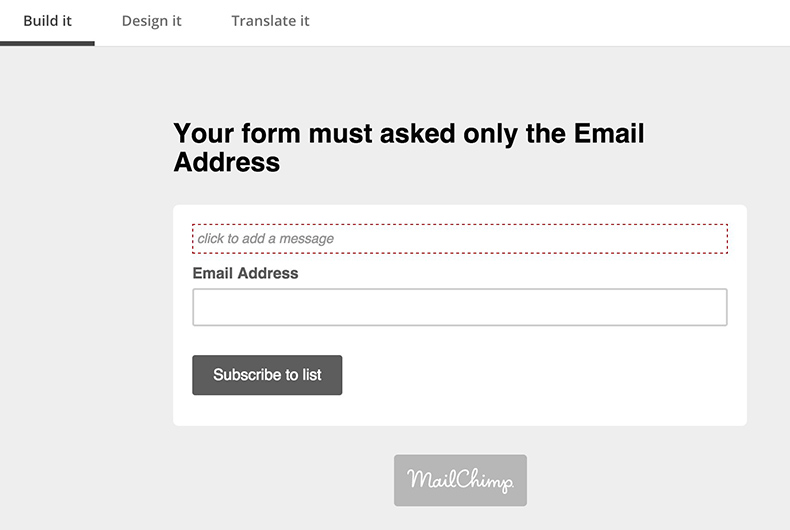 Build it Design it Translate it
Your form must asked only the Email
Address
click to add a message
Email Address
Subscribe to list
MailChimp